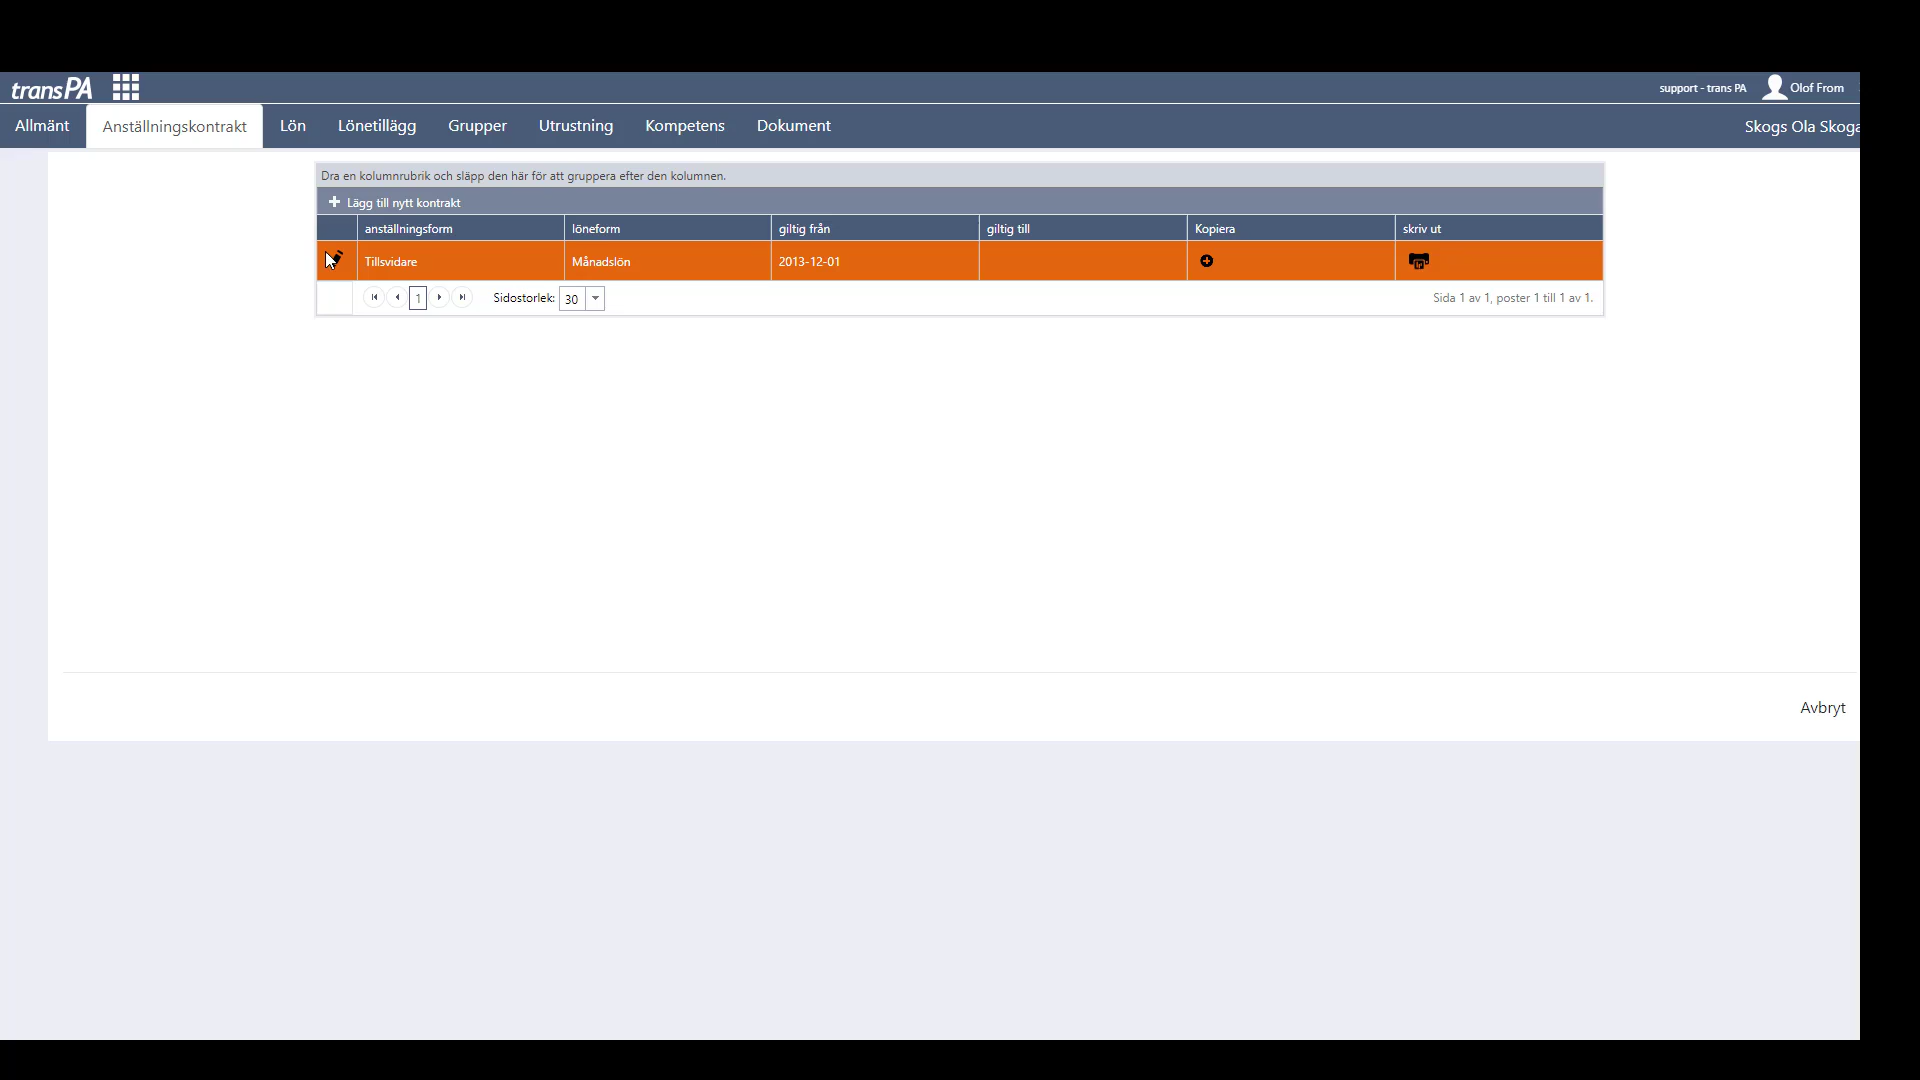 transPA
support - trans PA Olof From
Allmänt Anställningskontrakt Lön Lönetillägg Grupper Utrustning Kompetens Dokument Skogs Ola Skoga
Dra en kolumnrubrik och släpp den här för att gruppera efter den kolumnen.
Lägg till nytt kontrakt
anställningsform löneform giltig från giltig till Kopiera skriv ut
Tillsvidare Månadslön 2013-12-01
1 Sidostorlek: 30 Sida 1 av 1, poster 1 till 1 av 1.
Avbryt